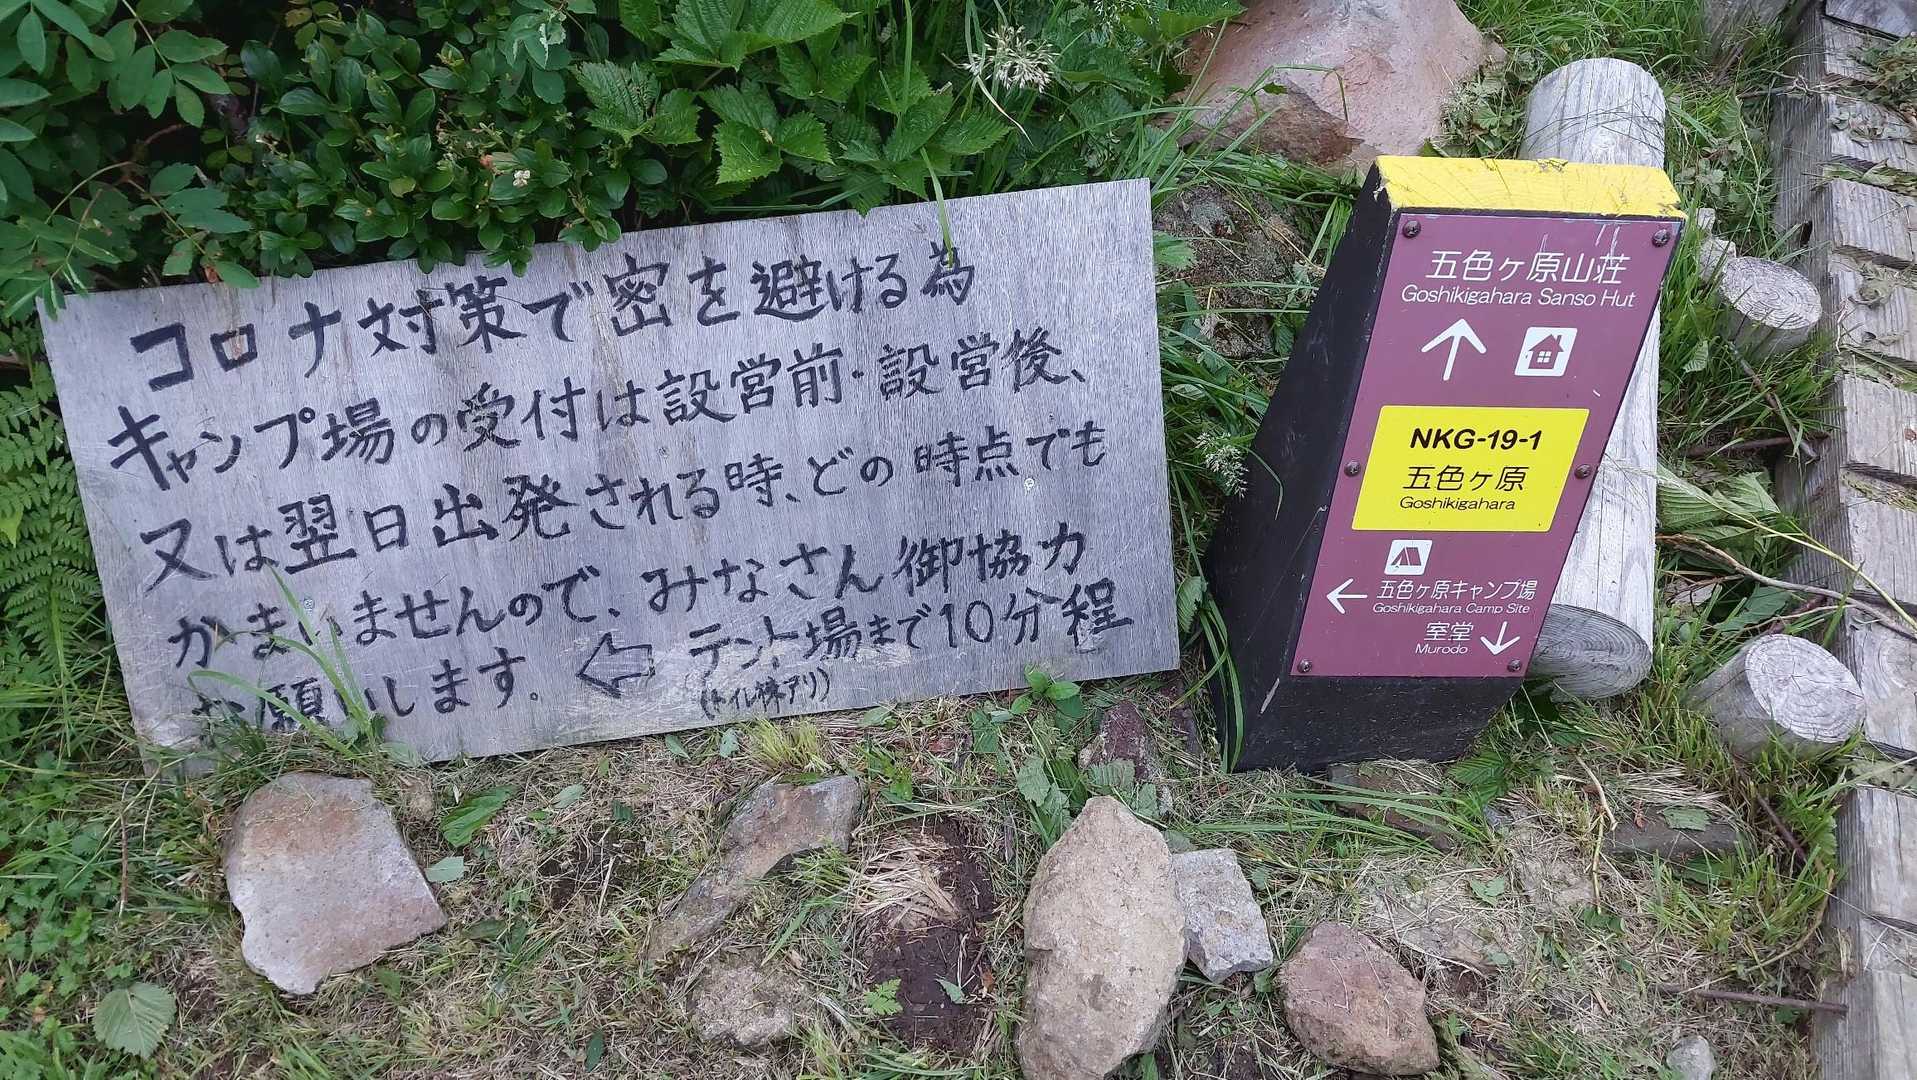 コロナ対策で密を避ける為
キャンプ場の受付は設営前・設営後、
又は翌日出発される時、どの時点でも
かまいませんので、みなさん御協力
お願いします。
テント場まで10分程
(トイレ・水アリ)
五色ヶ原山荘
Goshikigahara Sanso Hut
NKG-19-1
五色ヶ原
Goshikigahara
五色ヶ原キャンプ場
Goshikigahara Camp Site
室堂
Murodo